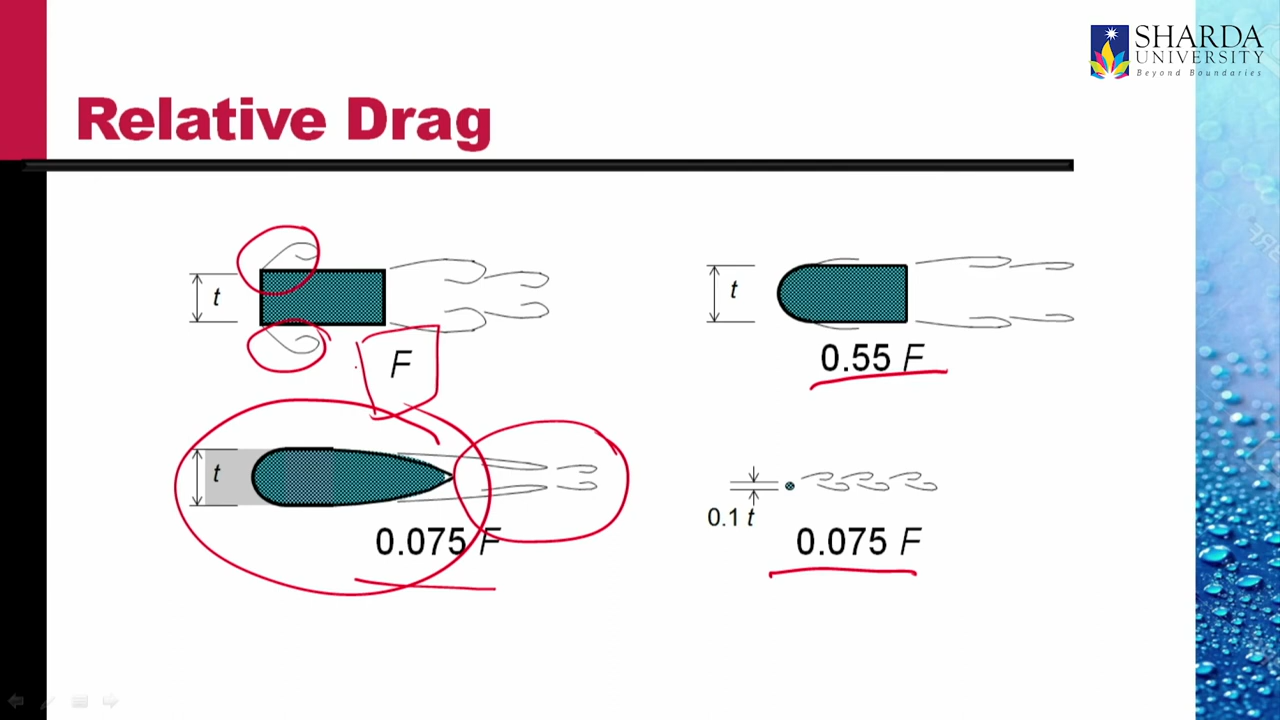 SHARDA
UNIVERSITY
Beyond Boundaries
Relative Drag
t
t
F
0.55 F
t
0.1 t
0.075 F
0.075 F